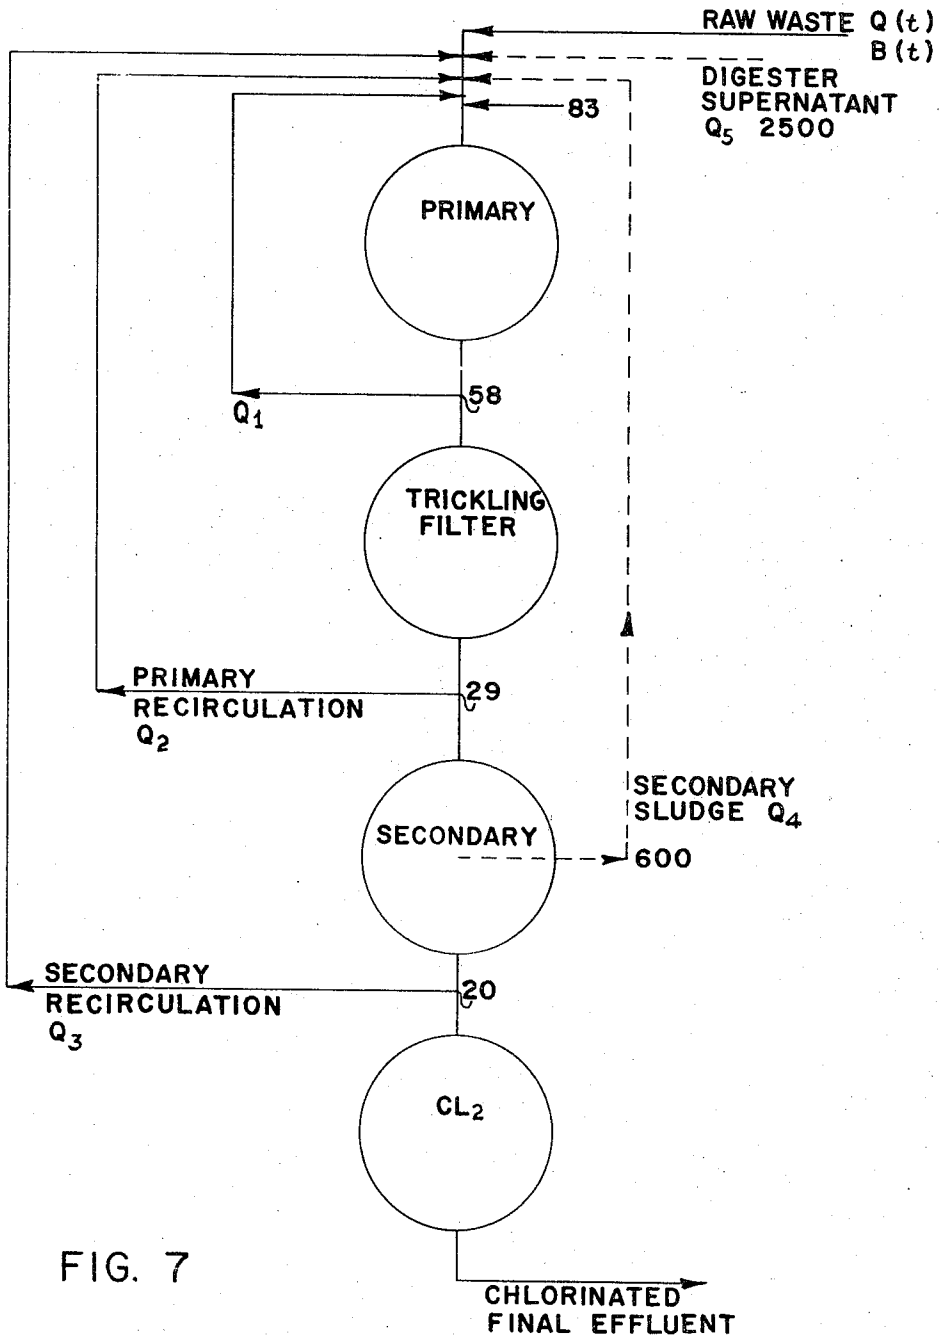 RAW WASTE Q(t)
B(t)
DIGESTER
SUPERNATANT
Q5 2500
83
PRIMARY
58
Q1
TRICKLING
FILTER
PRIMARY
RECIRCULATION
Q2
29
SECONDARY
SLUDGE Q4
SECONDARY
600
SECONDARY
RECIRCULATION
Q3
20
CL2
FIG. 7
CHLORINATED
FINAL EFFLUENT